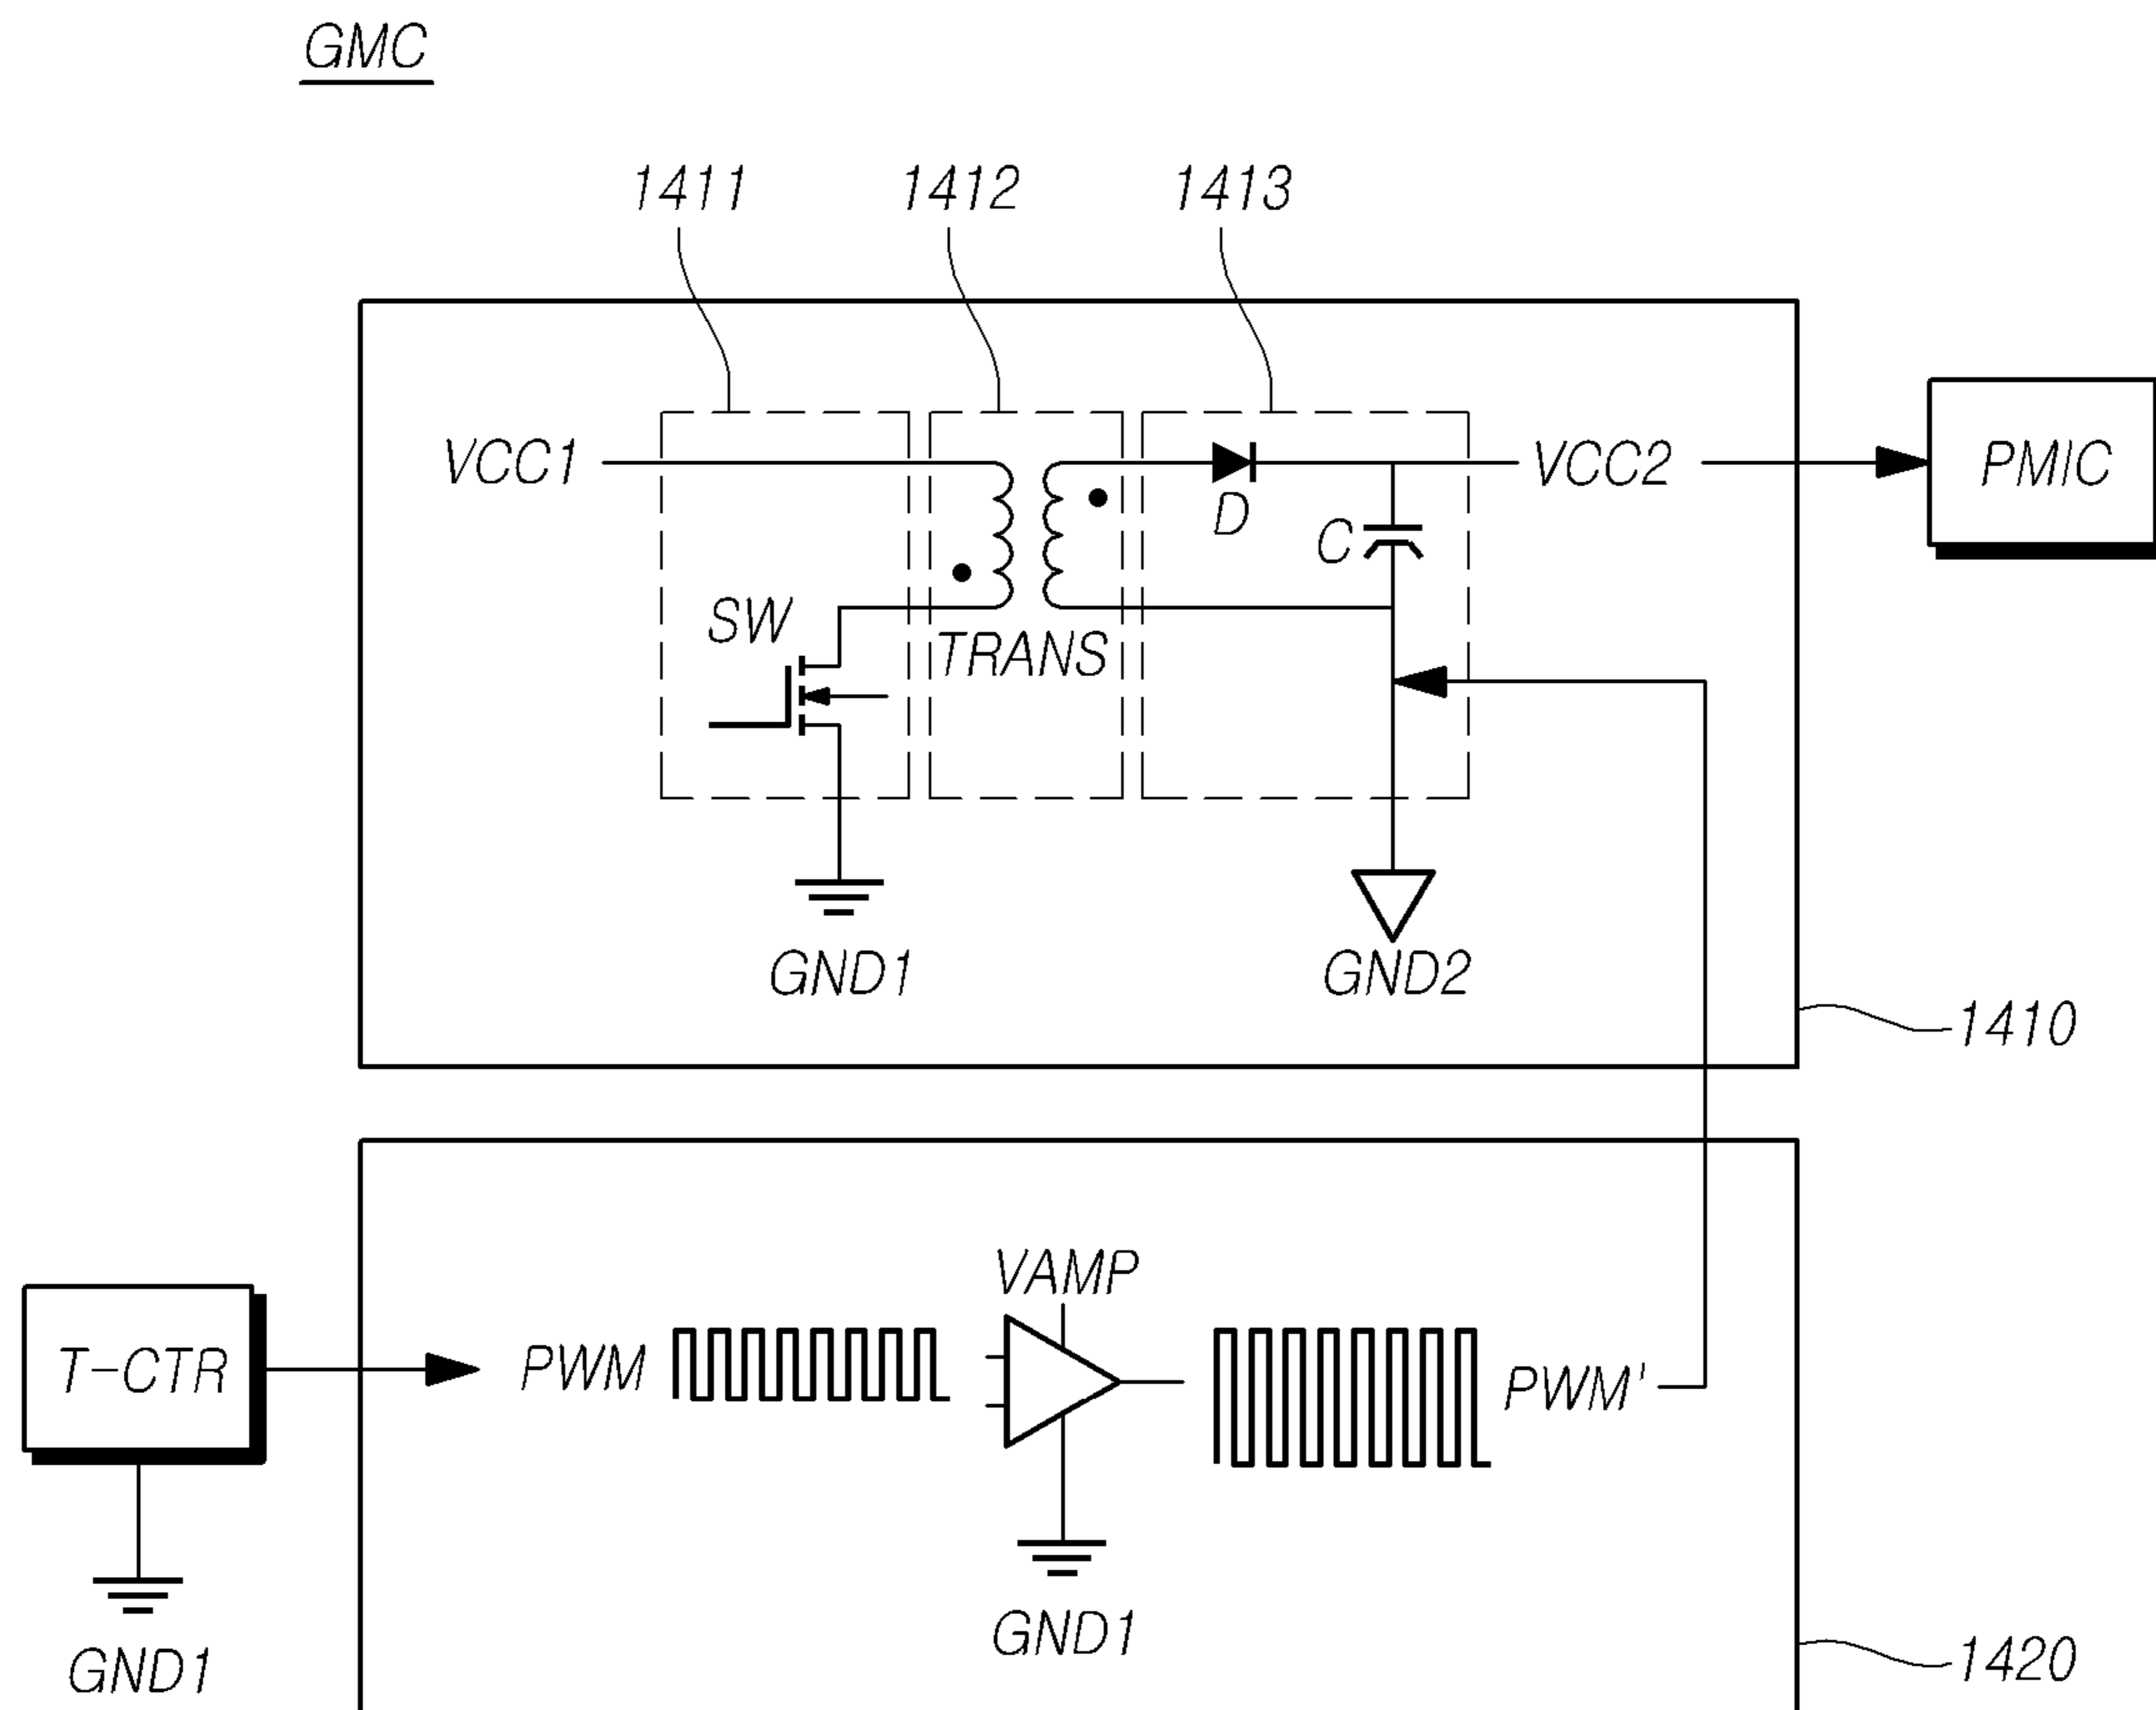 GMC
1411 1412 1413
VCC1 VCC2 PMIC
D
C
SW
TRANS
GND1 GND2
1410
VAMP
T-CTR PWM PWM'
GND1
GND1
1420